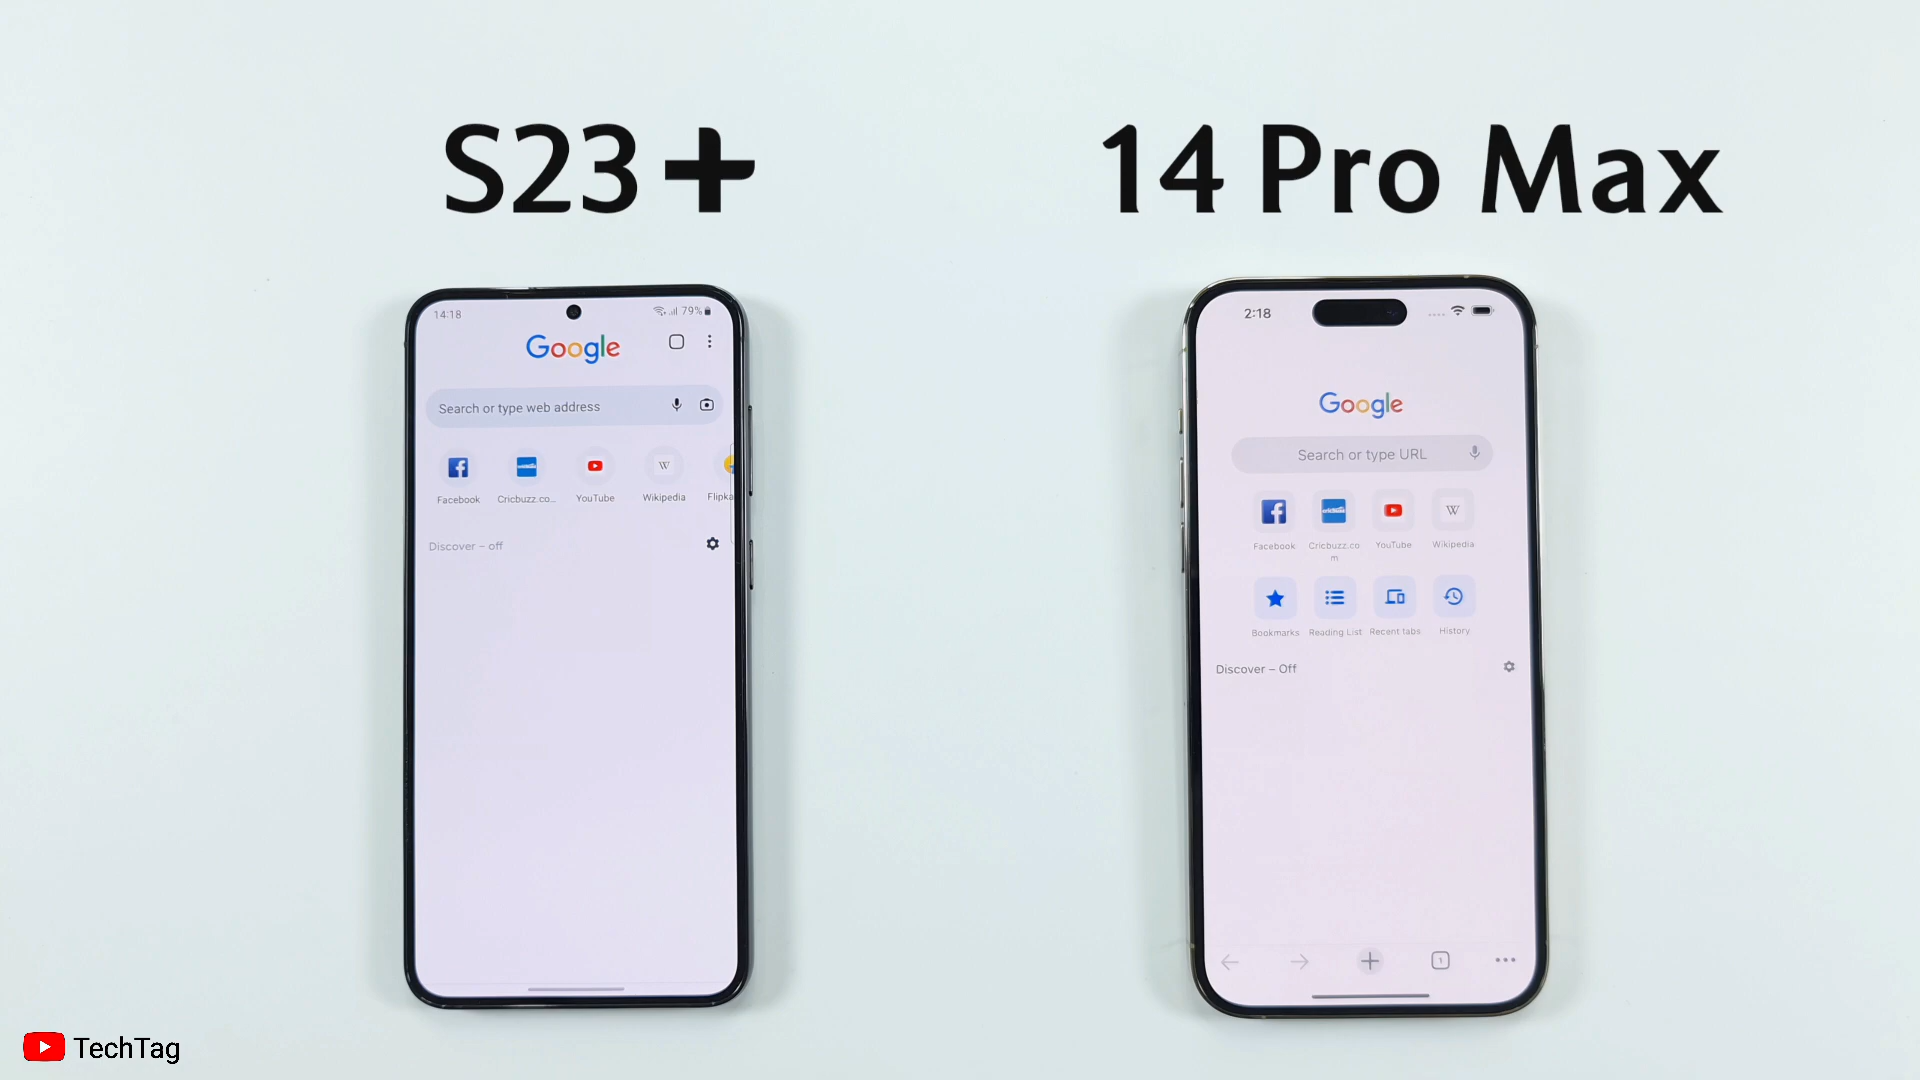 S23+
14 Pro Max
14:18
79%
Google
Search or type web address
Facebook
Cricbuzz.co...
YouTube
Wikipedia
Flipka
Discover – off
2:18
Google
Search or type URL
Facebook
Cricbuzz.co
m
YouTube
Wikipedia
Bookmarks
Reading List
Recent tabs
History
Discover – Off
1
TechTag